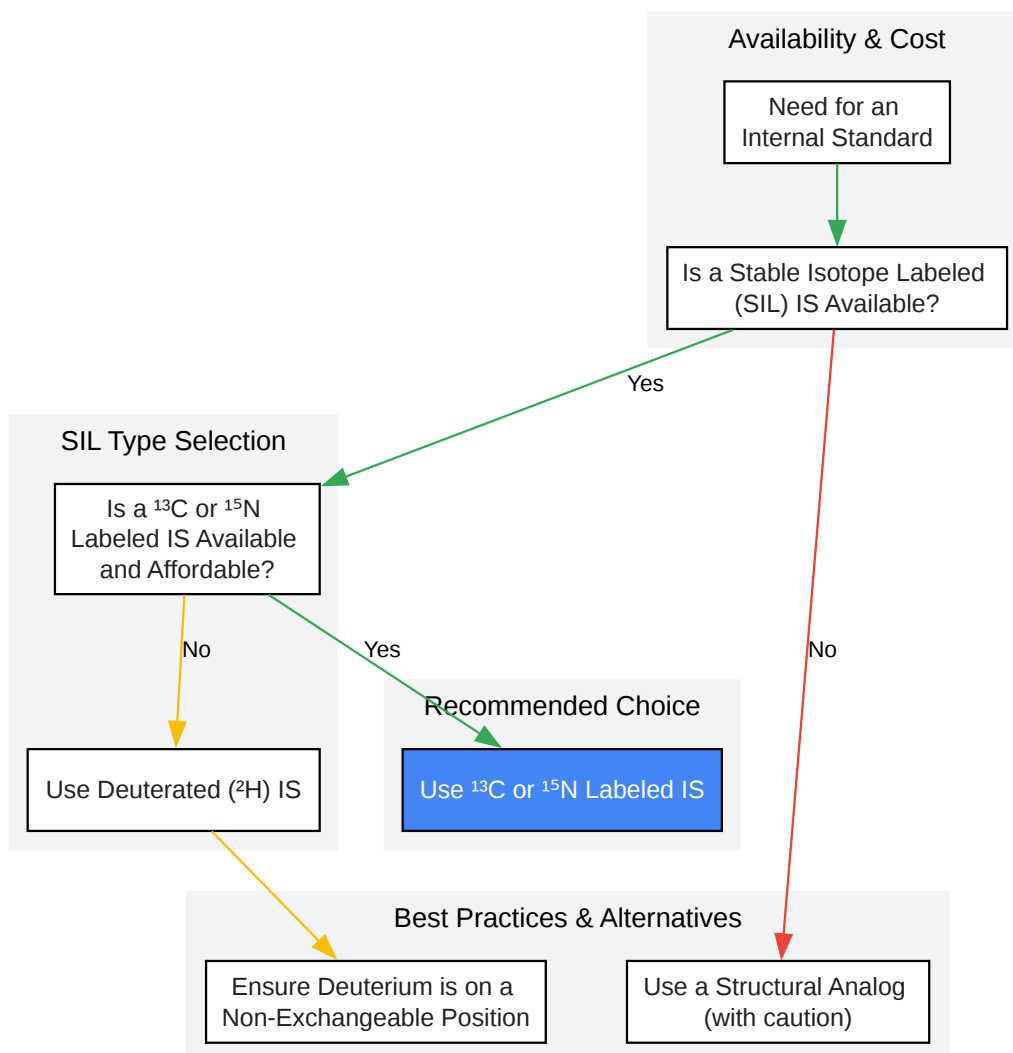 Availability & Cost
Need for an
Internal Standard
Is a Stable Isotope Labeled
(SIL) IS Available?
Yes
SIL Type Selection
Is a ¹³C or ¹⁵N
Labeled IS Available
and Affordable?
No
Yes
No
Recommended Choice
Use Deuterated (²H) IS
Use ¹³C or ¹⁵N Labeled IS
Best Practices & Alternatives
Ensure Deuterium is on a
Non-Exchangeable Position
Use a Structural Analog
(with caution)